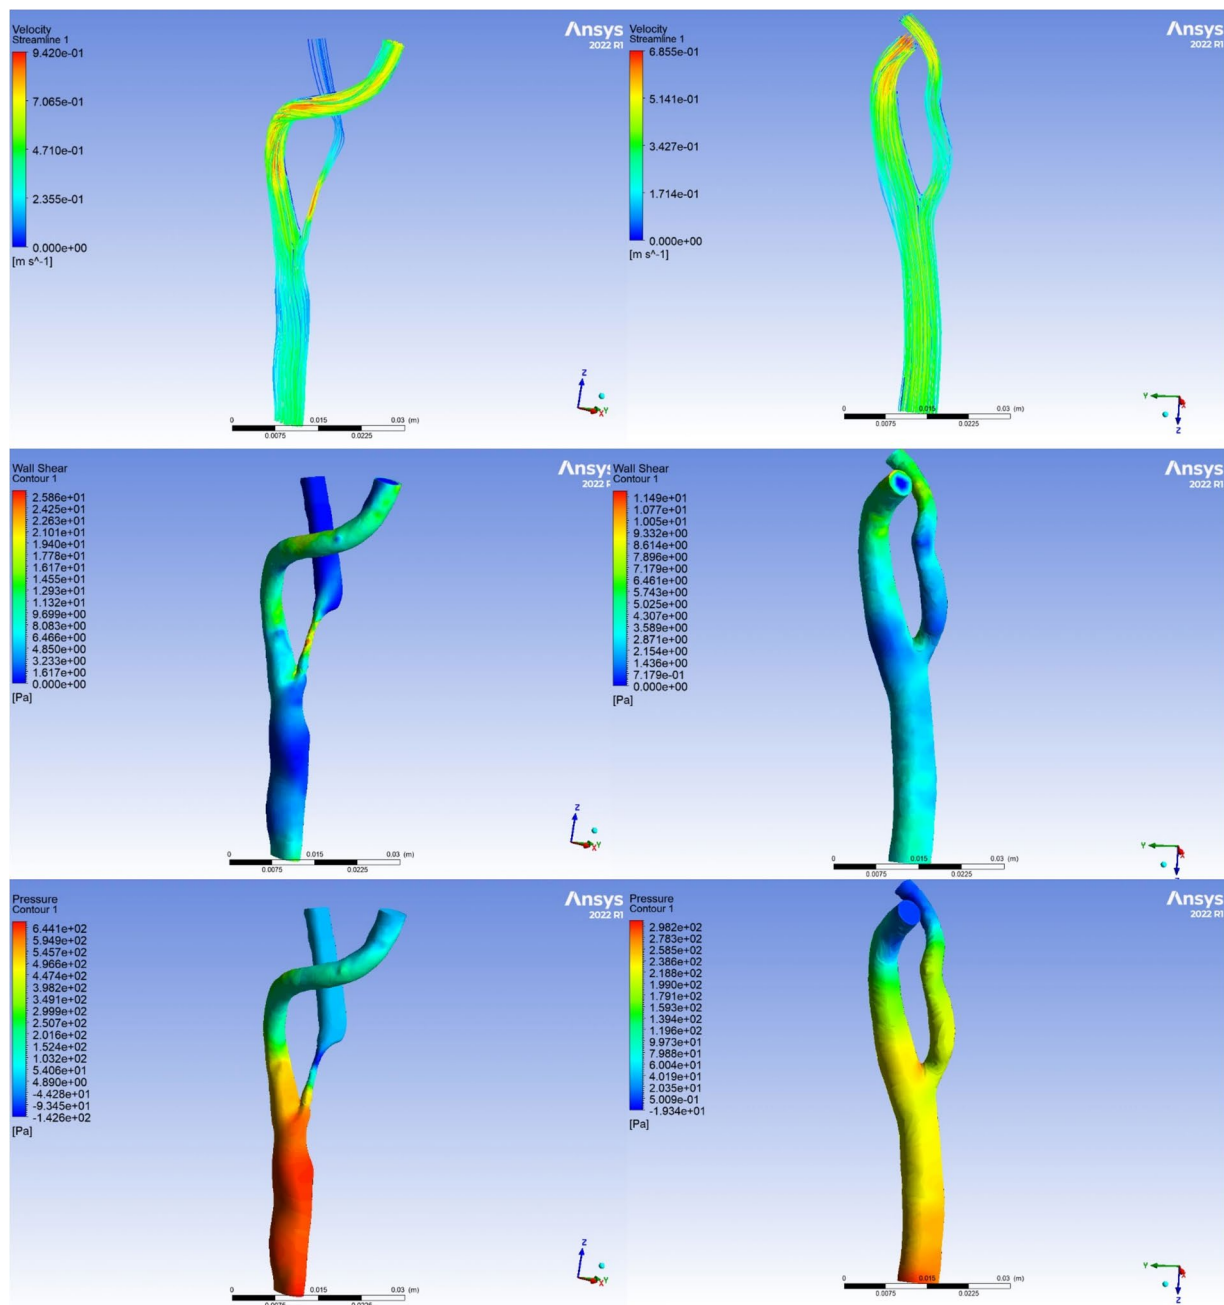 Velocity
Streamline 1
9.420e-01
7.065e-01
4.710e-01
2.355e-01
0.000e+00
[m s^-1]
Ansys
2022 R1
Z
Y
X
0
0.015
0.03 (m)
0.0075
0.0225
Velocity
Streamline 1
6.855e-01
5.141e-01
3.427e-01
1.714e-01
0.000e+00
[m s^-1]
Ansys
2022 R1
Y
X
Z
0
0.015
0.03 (m)
0.0075
0.0225
Wall Shear
Contour 1
2.586e+01
2.425e+01
2.263e+01
2.101e+01
1.940e+01
1.778e+01
1.617e+01
1.455e+01
1.293e+01
1.132e+01
9.699e+00
8.083e+00
6.466e+00
4.850e+00
3.233e+00
1.617e+00
0.000e+00
[Pa]
Ansys
2022
Z
Y
X
0
0.015
0.03 (m)
0.0075
0.0225
Wall Shear
Contour 1
1.149e+01
1.077e+01
1.005e+01
9.332e+00
8.614e+00
7.896e+00
7.179e+00
6.461e+00
5.743e+00
5.025e+00
4.307e+00
3.589e+00
2.871e+00
2.154e+00
1.436e+00
7.179e-01
0.000e+00
[Pa]
Ansys
2022 R1
Y
X
0
0.015
0.03 (m)
0.0075
0.0225
Pressure
Contour 1
6.441e+02
5.949e+02
5.457e+02
4.966e+02
4.474e+02
3.982e+02
3.491e+02
2.999e+02
2.507e+02
2.016e+02
1.524e+02
1.032e+02
5.406e+01
4.890e+00
-4.428e+01
-9.345e+01
-1.426e+02
[Pa]
Ansys
2022 R1
Z
Y
X
0
0.015
0.03 (m)
0.0075
0.0225
Pressure
Contour 1
2.982e+02
2.783e+02
2.585e+02
2.386e+02
2.188e+02
1.990e+02
1.791e+02
1.593e+02
1.394e+02
1.196e+02
9.973e+01
7.988e+01
6.004e+01
4.019e+01
2.035e+01
5.009e-01
-1.934e+01
[Pa]
Ansys
2022 R1
Y
X
Z
0
0.015
0.03 (m)
0.0075
0.0225